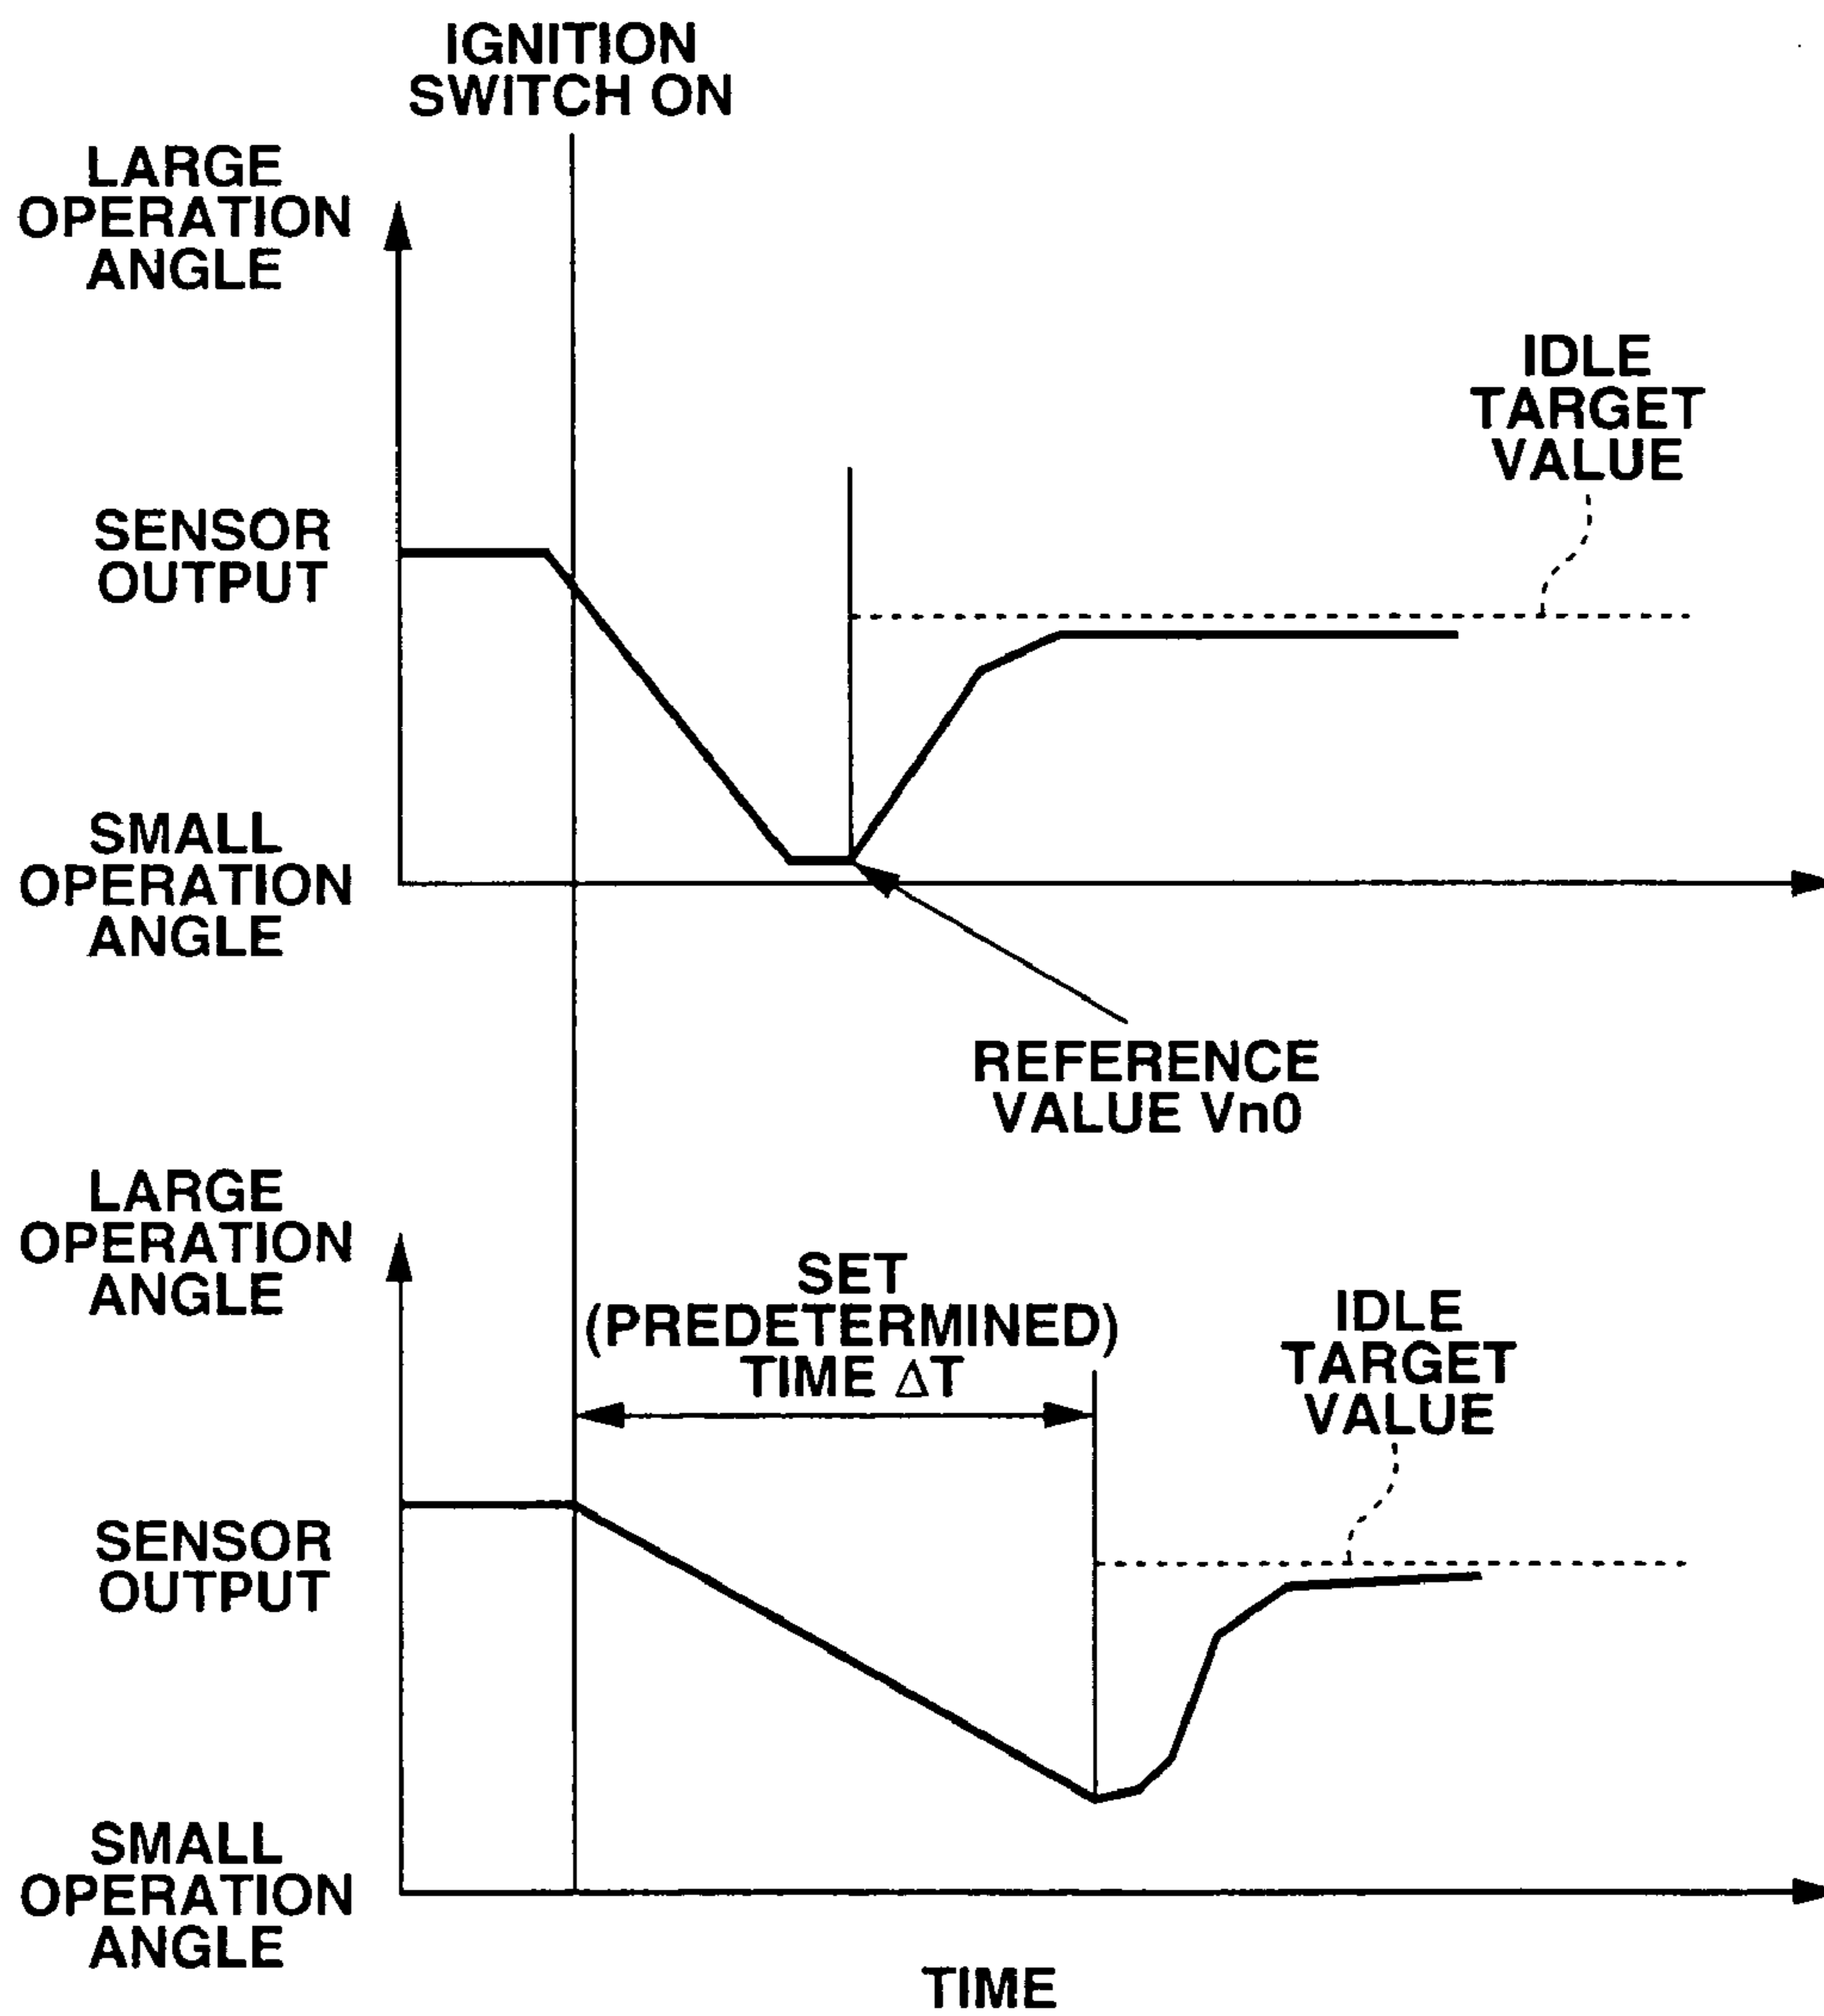 IGNITION
SWITCH ON
LARGE
OPERATION
ANGLE
IDLE
TARGET
VALUE
SENSOR
OUTPUT
SMALL
OPERATION
ANGLE
REFERENCE
VALUE Vn0
LARGE
OPERATION
ANGLE
SET
(PREDETERMINED)
TIME ΔT
IDLE
TARGET
VALUE
SENSOR
OUTPUT
SMALL
OPERATION
ANGLE
TIME